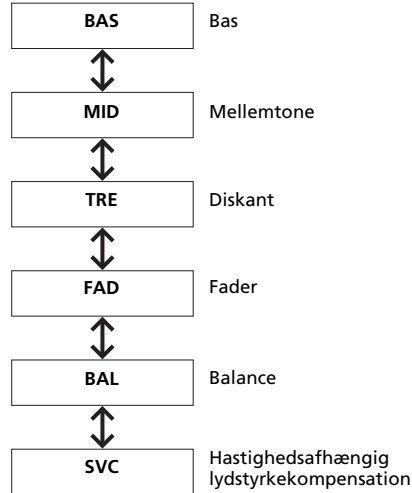 BAS Bas
MID Mellemtone
TRE Diskant
FAD Fader
BAL Balance
SVC Hastighedsafhængig
lydstyrkekompensation